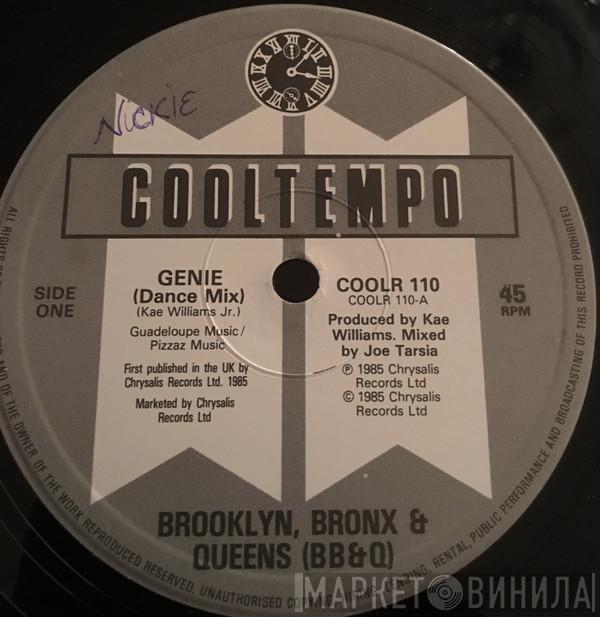 NICKIE
COOLTEMPO
SIDE
ONE
GENIE
(Dance Mix)
(Kae Williams Jr.)
Guadeloupe Music/
Pizzaz Music
First published in the UK by
Chrysalis Records Ltd. 1985
Marketed by Chrysalis
Records Ltd
COOLR 110
COOLR 110-A
Produced by Kae
Williams. Mixed
by Joe Tarsia
℗ 1985 Chrysalis
Records Ltd
© 1985 Chrysalis
Records Ltd
45
RPM
BROOKLYN, BRONX &
QUEENS (BB&Q)
ALL RIGHTS OF THE OWNER OF THE WORK REPRODUCED RESERVED. UNAUTHORISED COPYING, HIRING, LENDING, RENTAL, PUBLIC PERFORMANCE AND BROADCASTING OF THIS RECORD PROHIBITED
МАРКЕТ ВИНИЛА